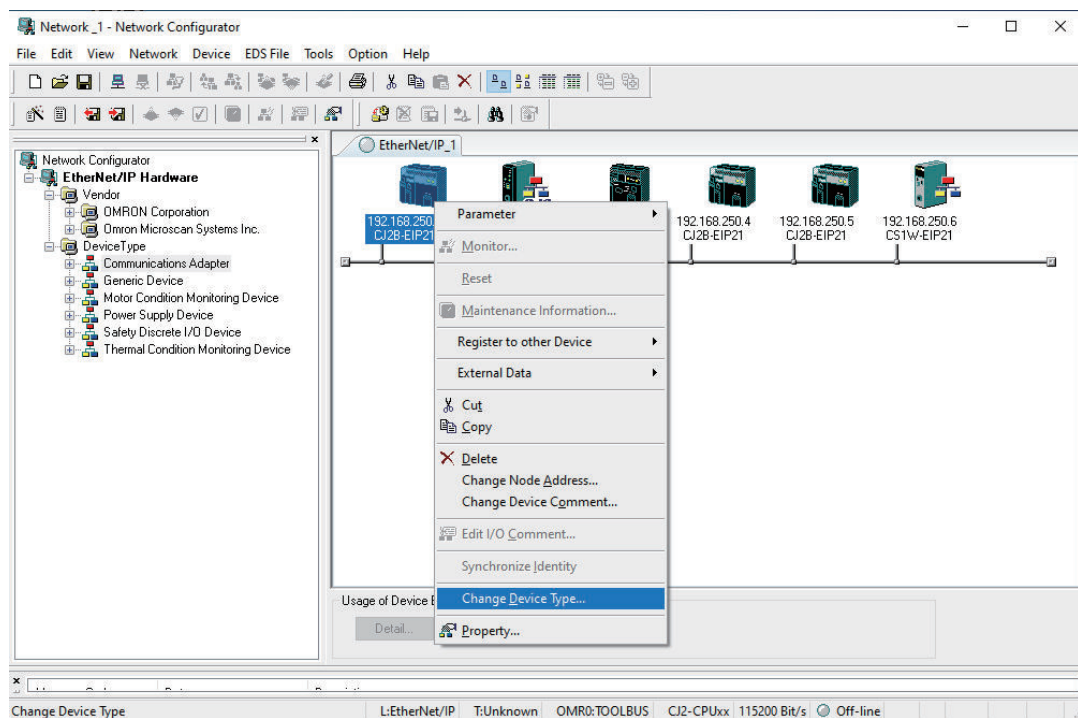 Network _1 - Network Configurator
File Edit View Network Device EDS File Tools Option Help
Network Configurator
EtherNet/IP Hardware
Vendor
OMRON Corporation
Omron Microscan Systems Inc.
DeviceType
Communications Adapter
Generic Device
Motor Condition Monitoring Device
Power Supply Device
Safety Discrete I/O Device
Thermal Condition Monitoring Device
EtherNet/IP_1
192.168.250.
CJ2B-EIP21
192.168.250.4
CJ2B-EIP21
192.168.250.5
CJ2B-EIP21
192.168.250.6
CS1W-EIP21
Parameter
Monitor...
Reset
Maintenance Information...
Register to other Device
External Data
Cut
Copy
Delete
Change Node Address...
Change Device Comment...
Edit I/O Comment...
Synchronize Identity
Change Device Type...
Property...
Usage of Device
Detail...
Change Device Type
L:EtherNet/IP T:Unknown OMR0:TOOLBUS CJ2-CPUxx 115200 Bit/s Off-line